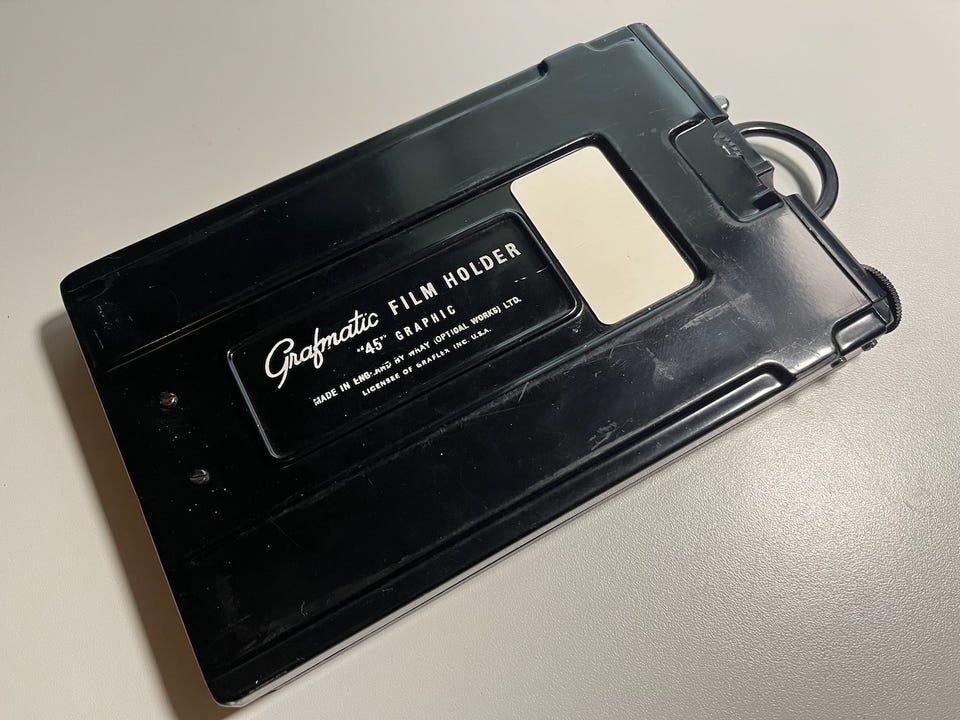 Grafmatic FILM HOLDER
"45" GRAPHIC
MADE IN ENGLAND BY WRAY (OPTICAL WORKS) LTD.
LICENSEE OF GRAFLEX INC. U.S.A.